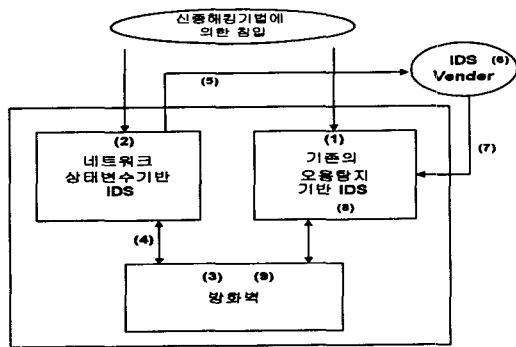 신종해킹기법에
의한 침입
IDS (6)
Vender
(5)
(7)
(2)
네트워크
상태변수기반
IDS
(1)
기존의
오용탐지
기반 IDS
(8)
(4)
(3) (9)
방화벽